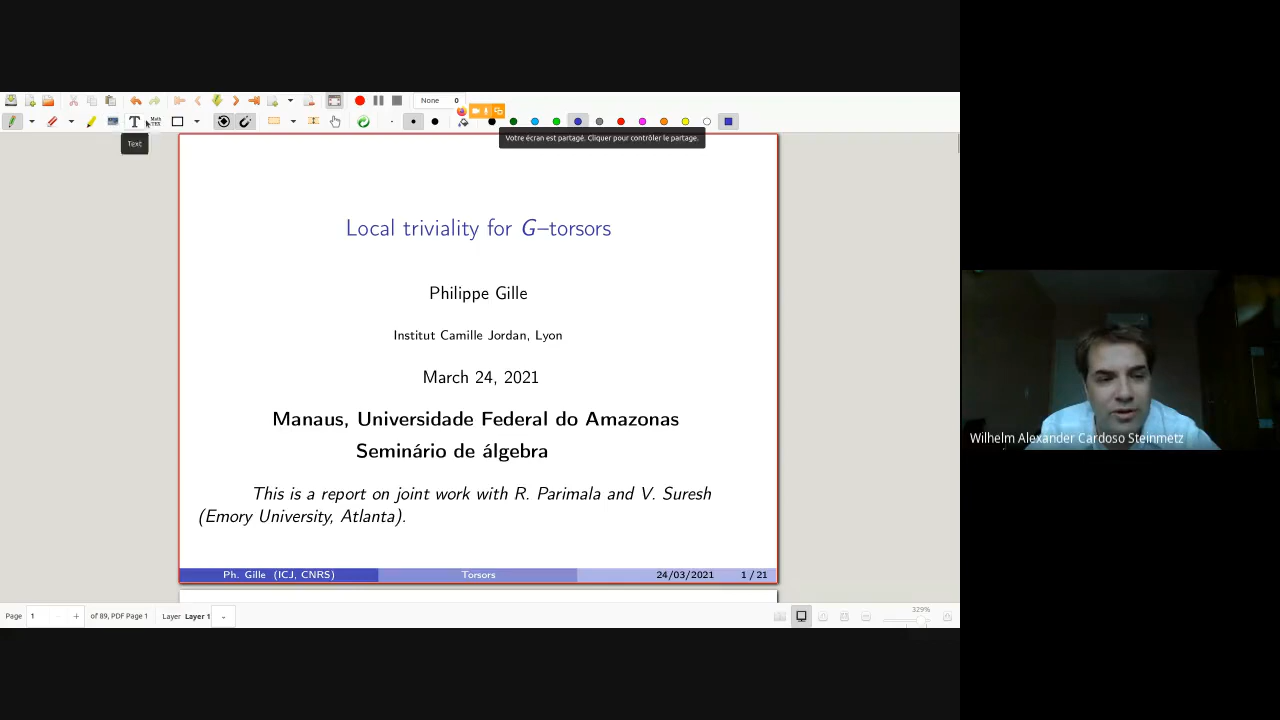 None 0
T Math TEX
Text
Votre écran est partagé. Cliquer pour contrôler le partage.
Local triviality for G–torsors
Philippe Gille
Institut Camille Jordan, Lyon
March 24, 2021
Manaus, Universidade Federal do Amazonas
Seminário de álgebra
This is a report on joint work with R. Parimala and V. Suresh
(Emory University, Atlanta).
Ph. Gille (ICJ, CNRS) Torsors 24/03/2021 1 / 21
Wilhelm Alexander Cardoso Steinmetz
Page 1 - + of 89, PDF Page 1 Layer Layer 1 329%